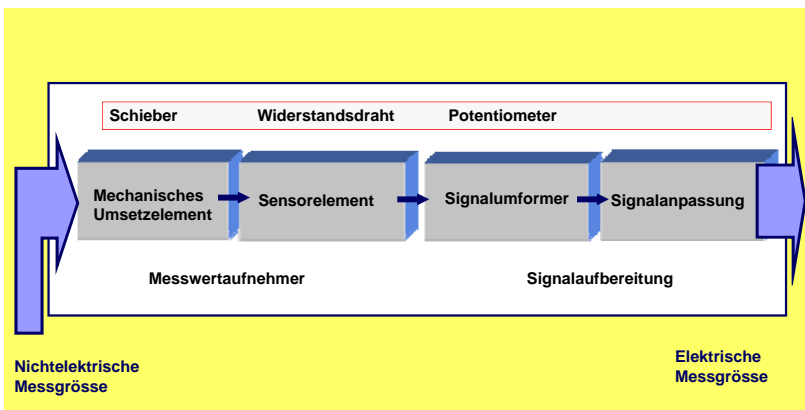 Schieber Widerstandsdraht Potentiometer
Mechanisches
Umsetzelement
Sensorelement
Signalumformer
Signalanpassung
Messwertaufnehmer
Signalaufbereitung
Nichtelektrische
Messgrösse
Elektrische
Messgrösse